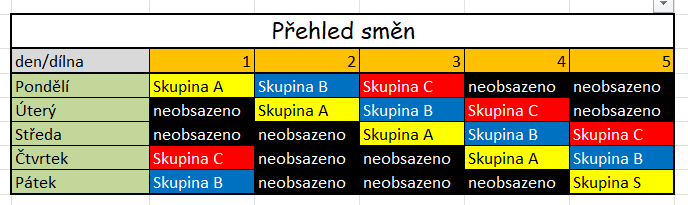 Přehled směn
den/dílna 1 2 3 4 5
Pondělí Skupina A Skupina B Skupina C neobsazeno neobsazeno
Úterý neobsazeno Skupina A Skupina B Skupina C neobsazeno
Středa neobsazeno neobsazeno Skupina A Skupina B Skupina C
Čtvrtek Skupina C neobsazeno neobsazeno Skupina A Skupina B
Pátek Skupina B neobsazeno neobsazeno neobsazeno Skupina S